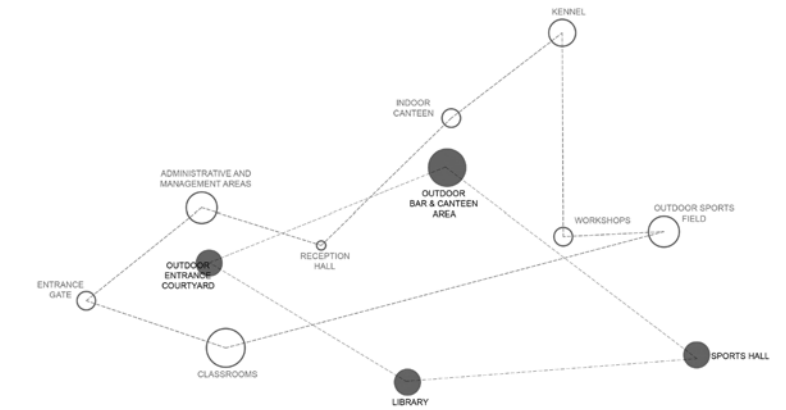 KENNEL
INDOOR
CANTEEN
ADMINISTRATIVE AND
MANAGEMENT AREAS
OUTDOOR
BAR & CANTEEN
AREA
WORKSHOPS
OUTDOOR SPORTS
FIELD
RECEPTION
HALL
OUTDOOR
ENTRANCE
COURTYARD
ENTRANCE
GATE
CLASSROOMS
SPORTS HALL
LIBRARY